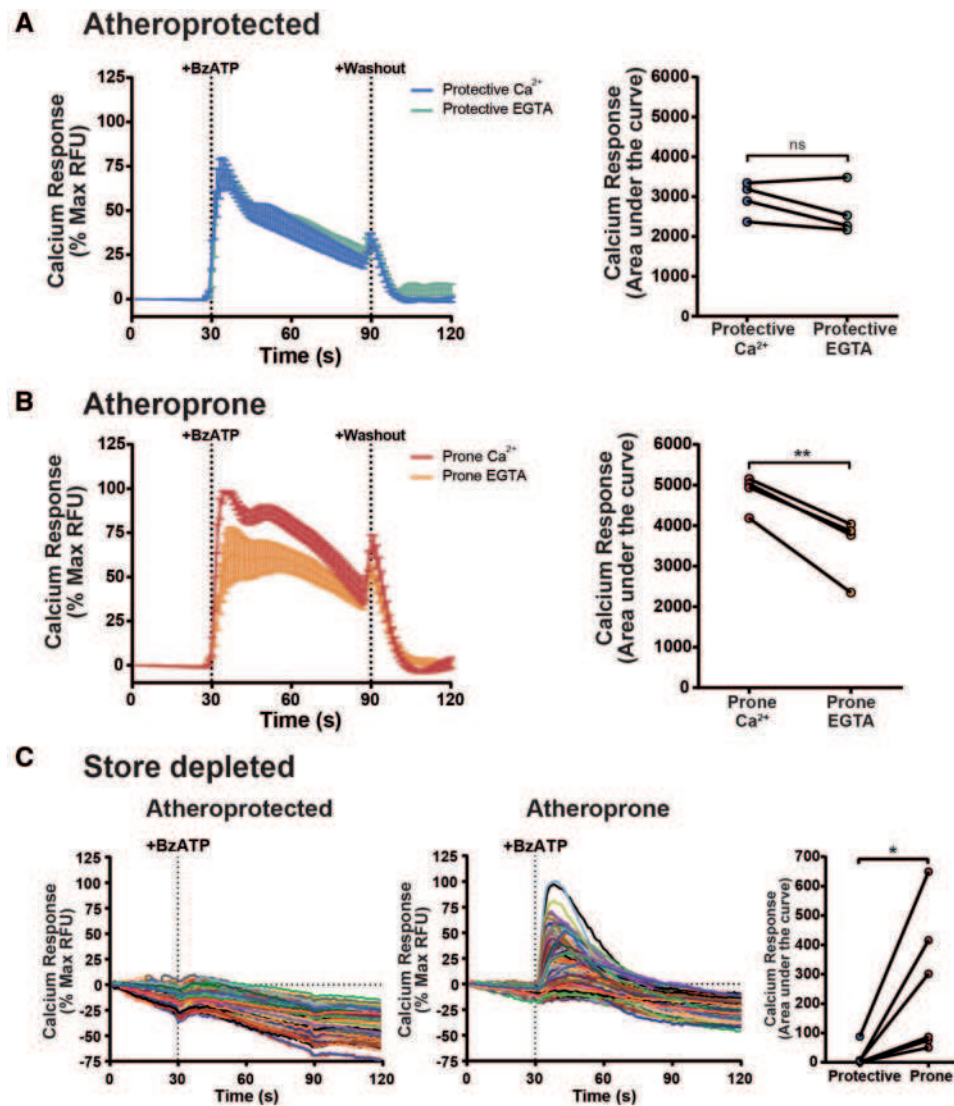 A Atheroprotected
+BzATP +Washout
Protective Ca²⁺
Protective EGTA
Calcium Response
(% Max RFU)
125
100
75
50
25
0
0 30 60 90 120
Time (s)
Calcium Response
(Area under the curve)
6000
5000
4000
3000
2000
1000
0
ns
Protective Protective
Ca²⁺ EGTA
B Atheroprone
+BzATP +Washout
Prone Ca²⁺
Prone EGTA
Calcium Response
(% Max RFU)
125
100
75
50
25
0
0 30 60 90 120
Time (s)
Calcium Response
(Area under the curve)
6000
5000
4000
3000
2000
1000
0
**
Prone Prone
Ca²⁺ EGTA
C Store depleted
Atheroprotected
+BzATP
Calcium Response
(% Max RFU)
125
100
75
50
25
0
-25
-50
-75
0 30 60 90 120
Time (s)
Atheroprone
+BzATP
Calcium Response
(% Max RFU)
125
100
75
50
25
0
-25
-50
-75
0 30 60 90 120
Time (s)
Calcium Response
(Area under the curve)
700
600
500
400
300
200
100
0
*
Protective Prone